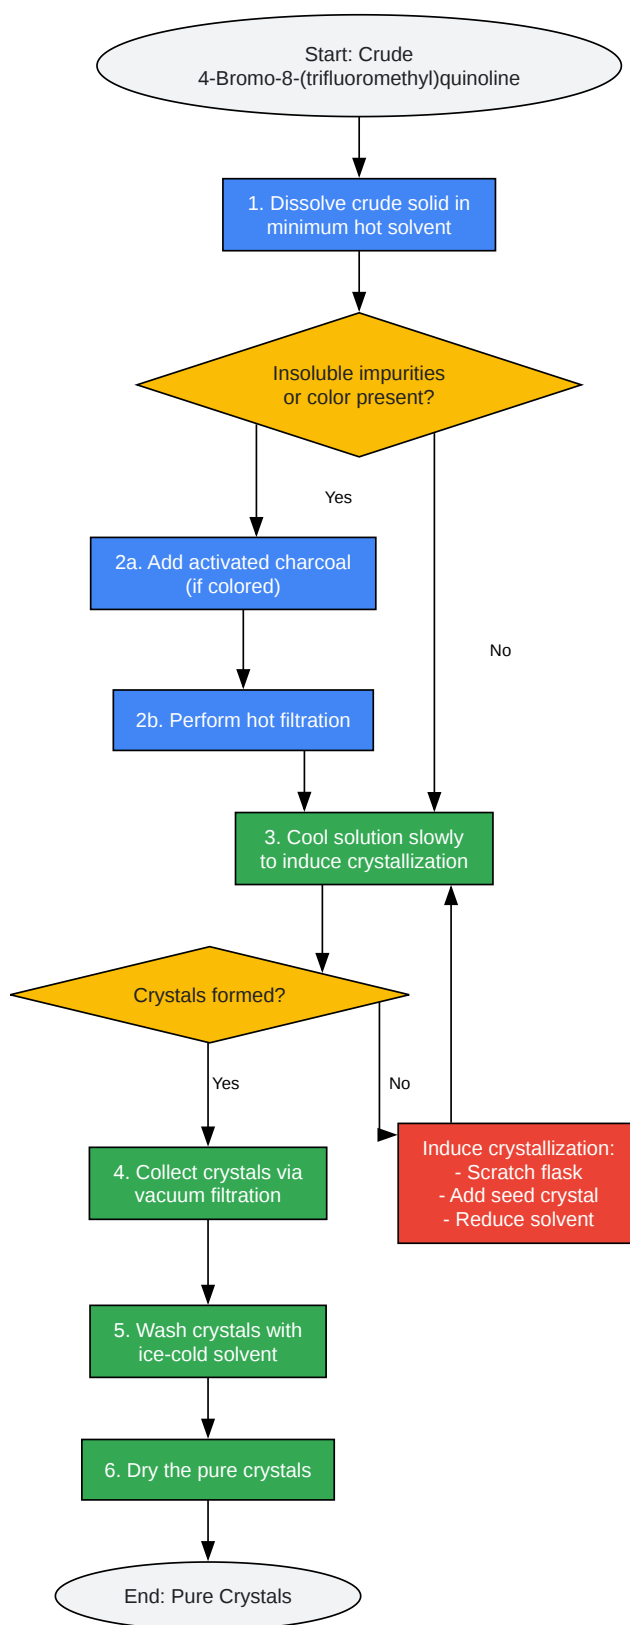 Start: Crude
4-Bromo-8-(trifluoromethyl)quinoline
1. Dissolve crude solid in
minimum hot solvent
Insoluble impurities
or color present?
Yes
2a. Add activated charcoal
(if colored)
No
2b. Perform hot filtration
3. Cool solution slowly
to induce crystallization
Crystals formed?
Yes
No
4. Collect crystals via
vacuum filtration
Induce crystallization:
- Scratch flask
- Add seed crystal
- Reduce solvent
5. Wash crystals with
ice-cold solvent
6. Dry the pure crystals
End: Pure Crystals